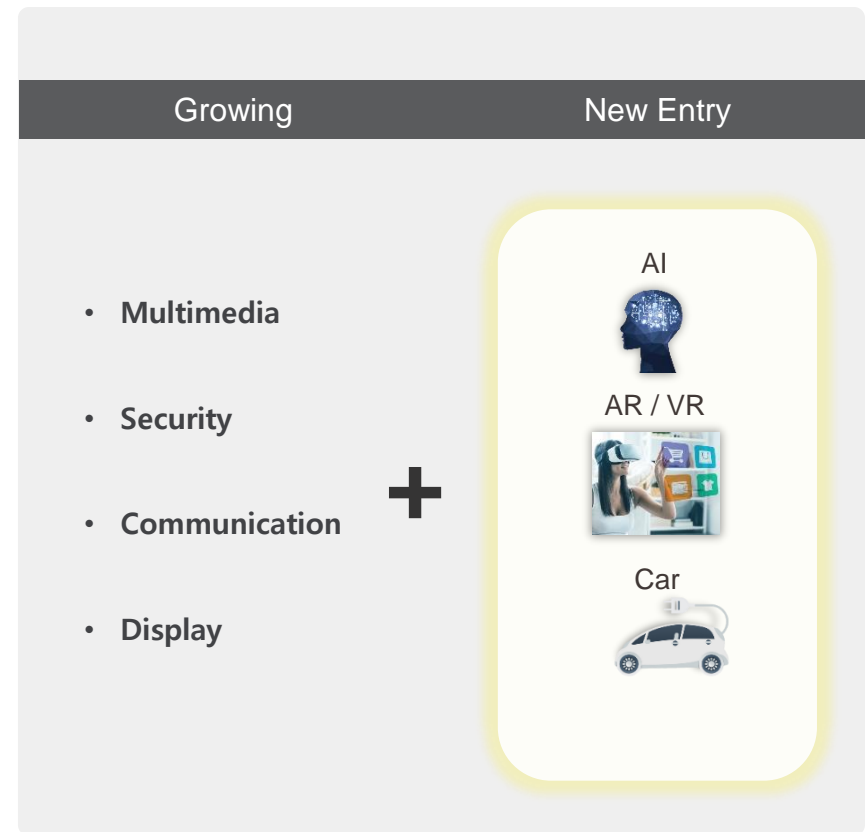 Growing
New Entry
• Multimedia
• Security
• Communication
• Display
+
AI
AR / VR
Car